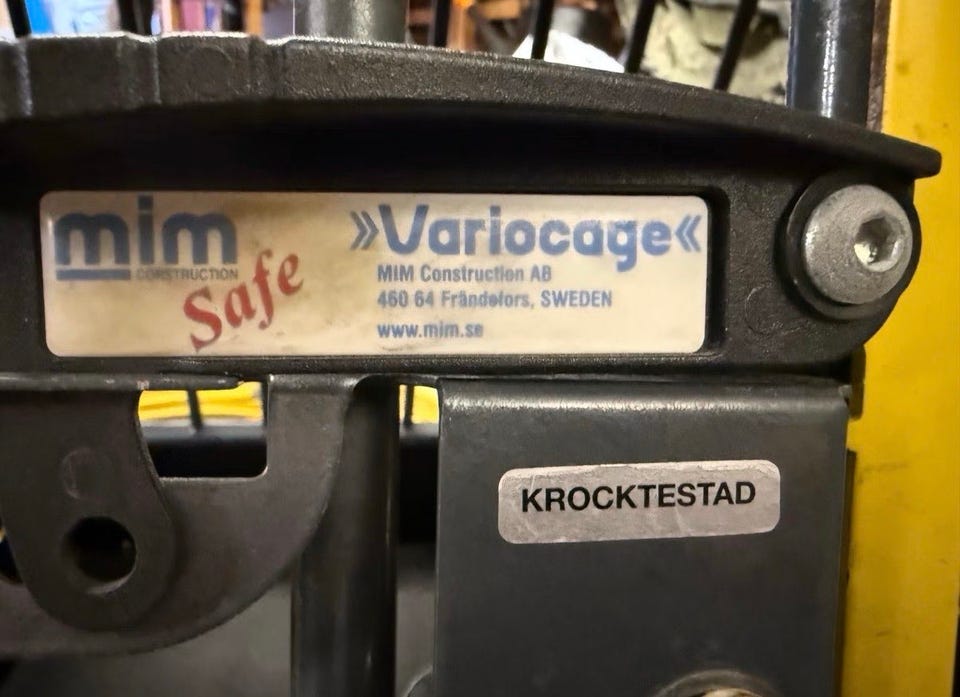 mim
CONSTRUCTION
Safe
»Variocage«
MIM Construction AB
460 64 Frändefors, SWEDEN
www.mim.se
KROCKTESTAD